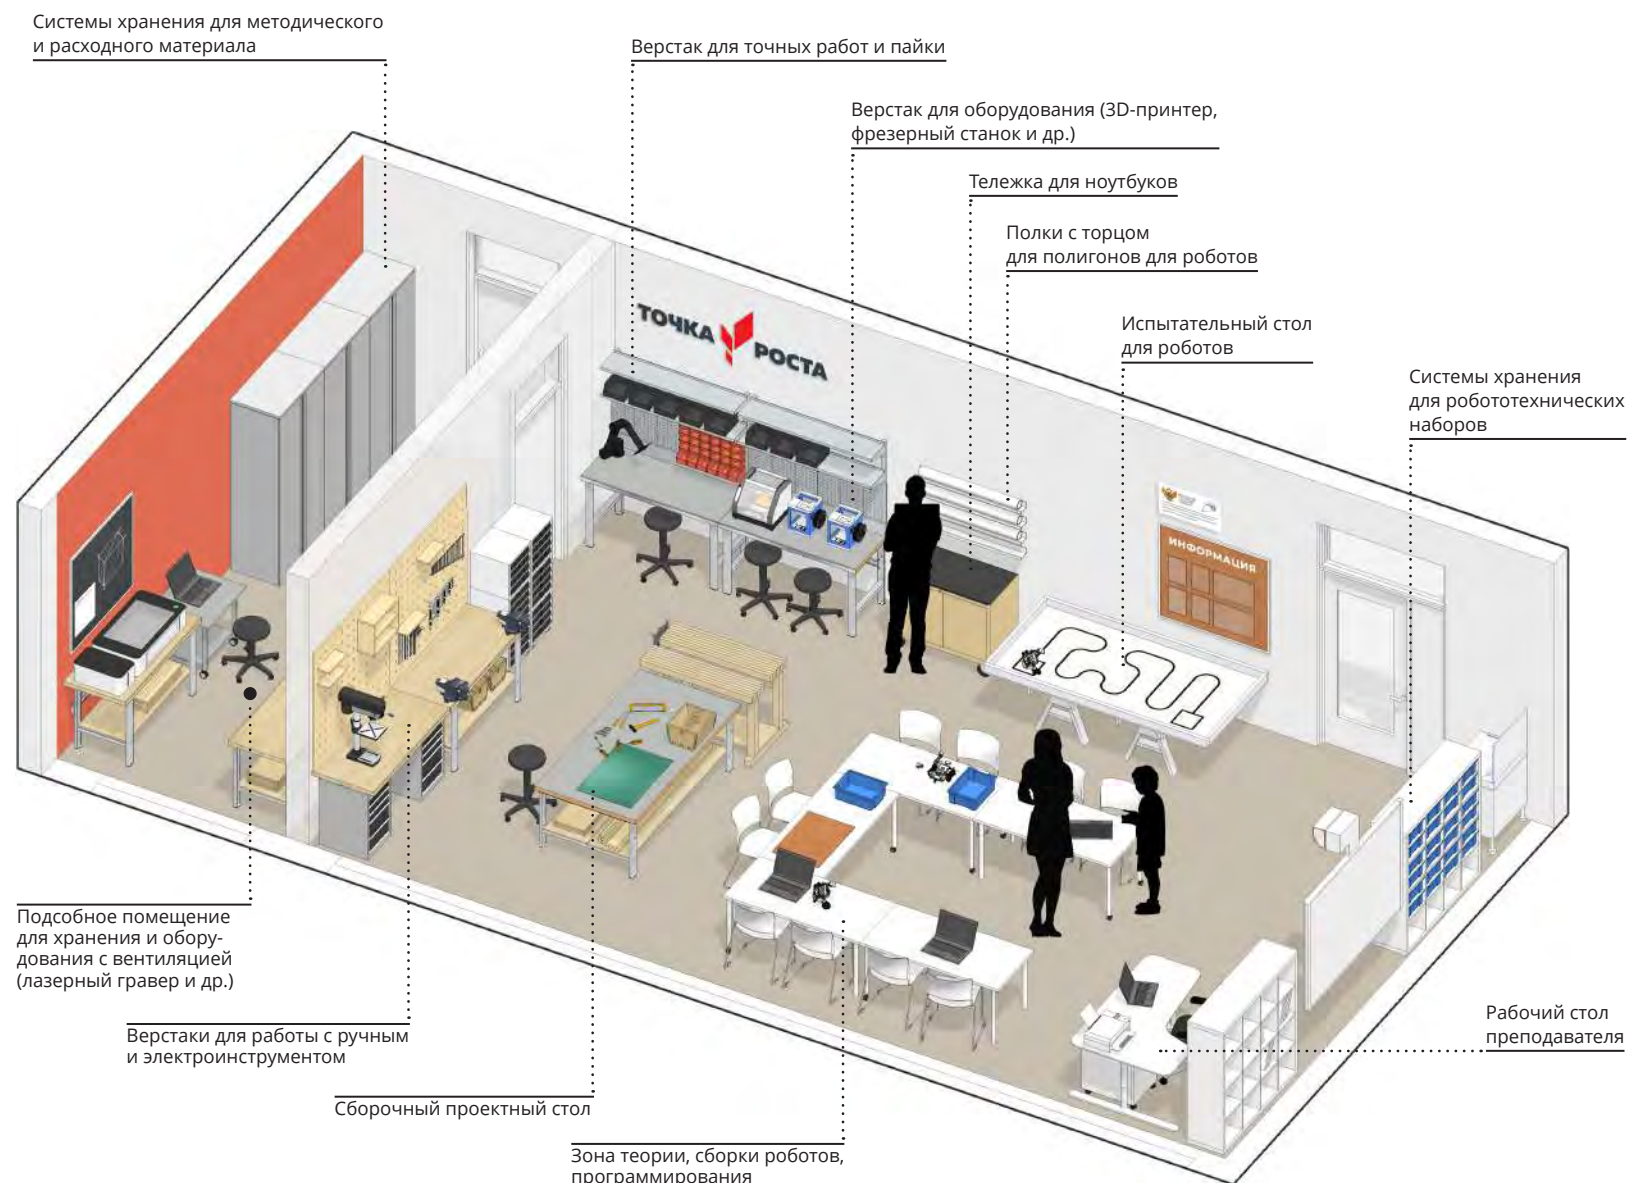 Системы хранения для методического
и расходного материала
Верстак для точных работ и пайки
Верстак для оборудования (3D-принтер,
фрезерный станок и др.)
Тележка для ноутбуков
Полки с торцом
для полигонов для роботов
Испытательный стол
для роботов
Системы хранения
для робототехнических
наборов
ТОЧКА
РОСТА
ИНФОРМАЦИЯ
Подсобное помещение
для хранения и обору-
дования с вентиляцией
(лазерный гравер и др.)
Верстаки для работы с ручным
и электроинструментом
Сборочный проектный стол
Зона теории, сборки роботов,
программирования
Рабочий стол
преподавателя